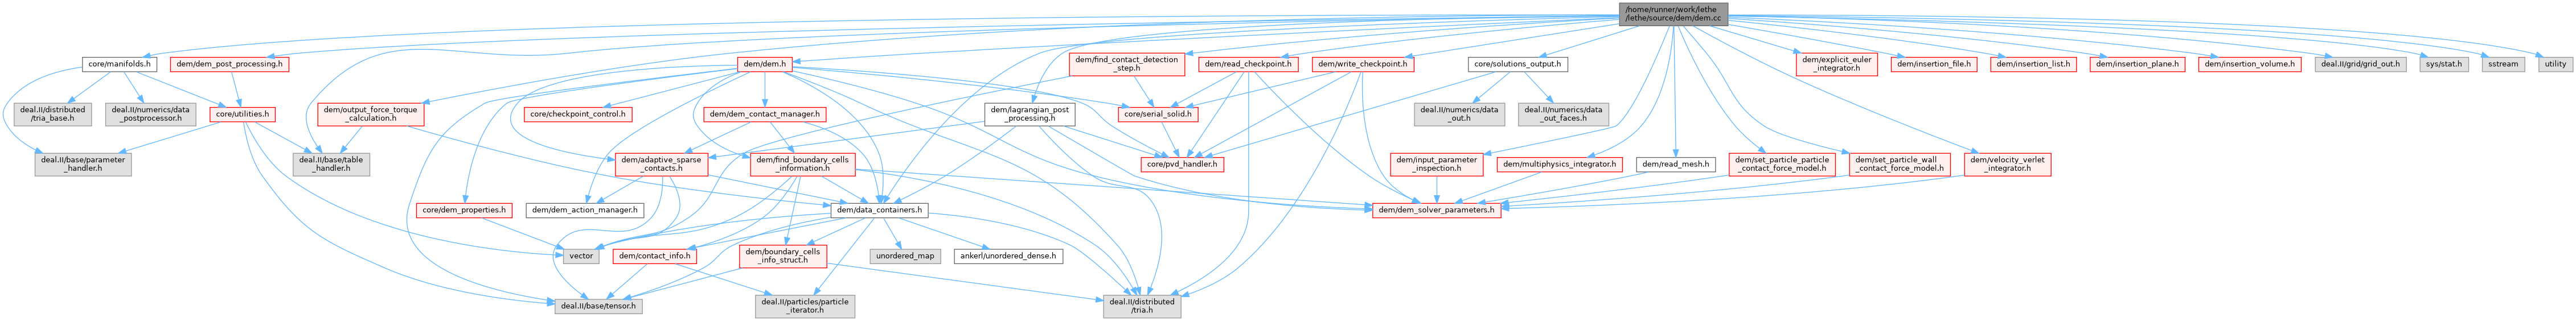 /home/runner/work/lethe
/lethe/source/dem/dem.cc
core/manifolds.h
dem/dem_post_processing.h
dem/dem.h
dem/find_contact_detection
_step.h
dem/read_checkpoint.h
dem/write_checkpoint.h
core/solutions_output.h
dem/explicit_euler
_integrator.h
dem/insertion_file.h
dem/insertion_list.h
dem/insertion_plane.h
dem/insertion_volume.h
deal.II/grid/grid_out.h
sys/stat.h
sstream
utility
deal.II/distributed
/tria_base.h
deal.II/numerics/data
_postprocessor.h
core/utilities.h
dem/output_force_torque
_calculation.h
core/checkpoint_control.h
dem/dem_contact_manager.h
dem/lagrangian_post
_processing.h
core/serial_solid.h
deal.II/numerics/data
_out.h
deal.II/numerics/data
_out_faces.h
deal.II/base/parameter
_handler.h
deal.II/base/table
_handler.h
dem/adaptive_sparse
_contacts.h
dem/find_boundary_cells
_information.h
core/pvd_handler.h
dem/input_parameter
_inspection.h
dem/multiphysics_integrator.h
dem/read_mesh.h
dem/set_particle_particle
_contact_force_model.h
dem/set_particle_wall
_contact_force_model.h
dem/velocity_verlet
_integrator.h
core/dem_properties.h
dem/dem_action_manager.h
dem/data_containers.h
dem/dem_solver_parameters.h
vector
dem/contact_info.h
dem/boundary_cells
_info_struct.h
unordered_map
ankerl/unordered_dense.h
deal.II/base/tensor.h
deal.II/particles/particle
_iterator.h
deal.II/distributed
/tria.h